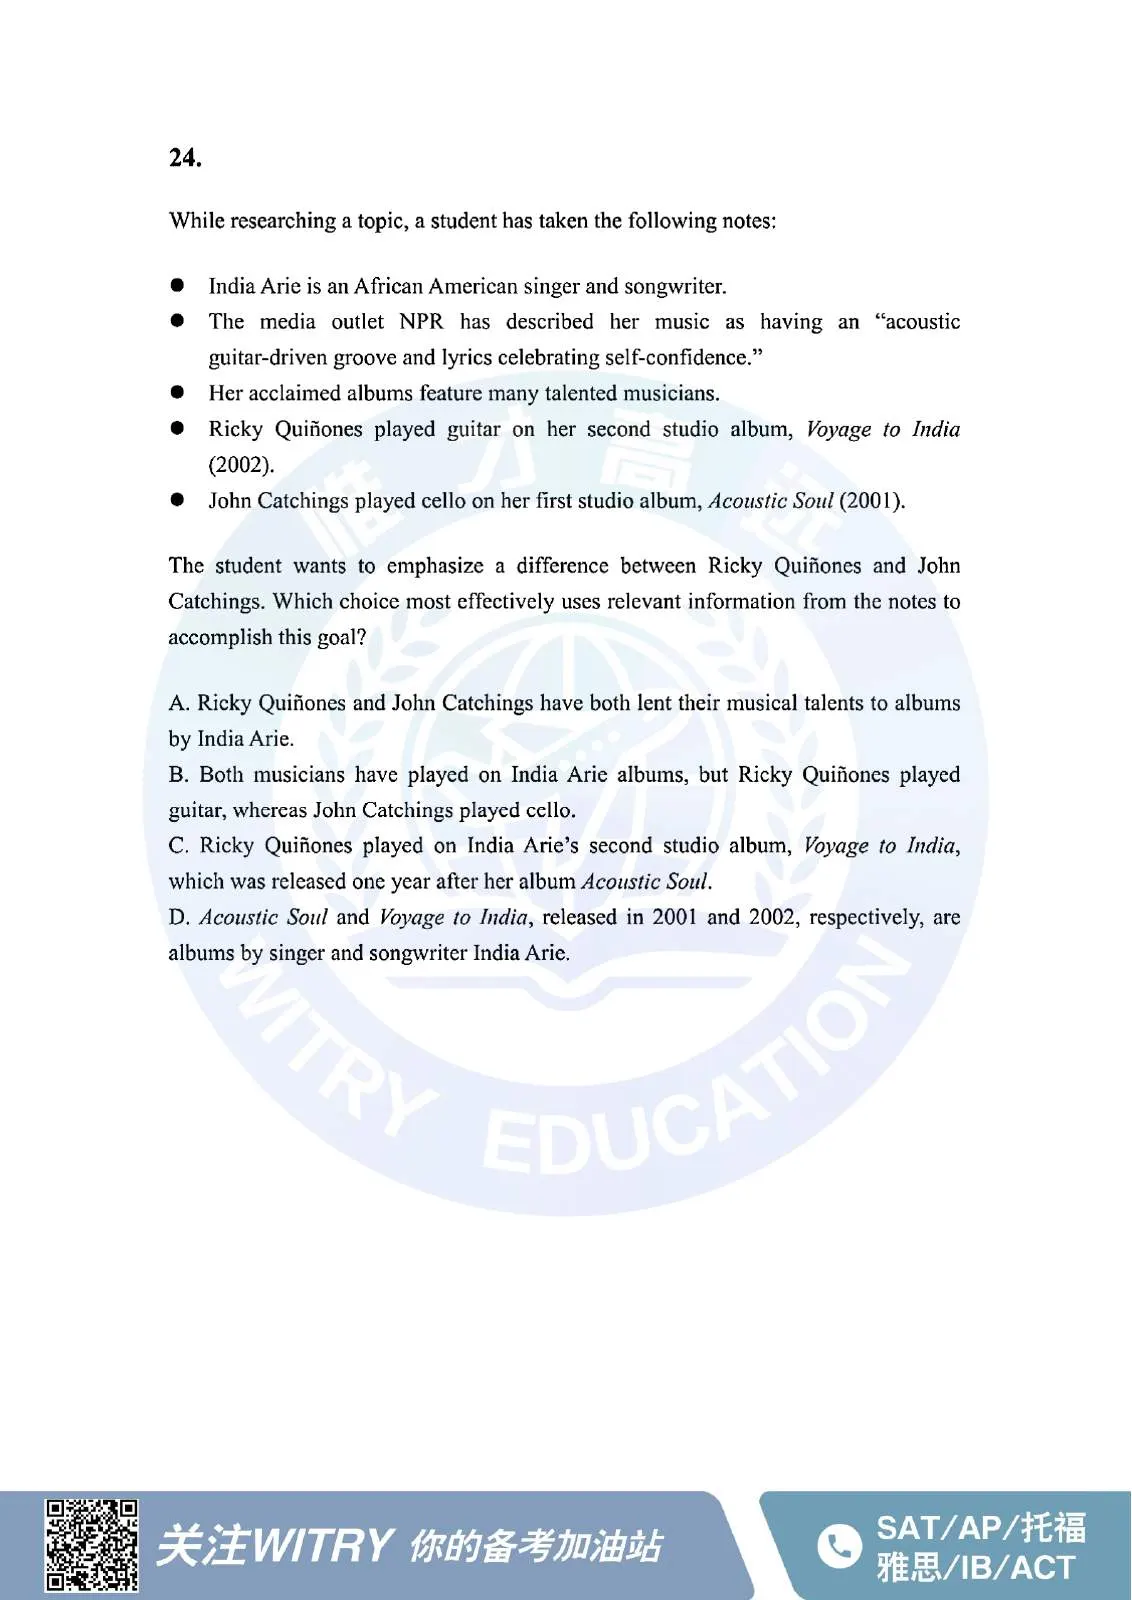 24.
While researching a topic, a student has taken the following notes:
● India Arie is an African American singer and songwriter.
● The media outlet NPR has described her music as having an “acoustic
guitar-driven groove and lyrics celebrating self-confidence.”
● Her acclaimed albums feature many talented musicians.
● Ricky Quiñones played guitar on her second studio album, Voyage to India
(2002).
● John Catchings played cello on her first studio album, Acoustic Soul (2001).
The student wants to emphasize a difference between Ricky Quiñones and John
Catchings. Which choice most effectively uses relevant information from the notes to
accomplish this goal?
A. Ricky Quiñones and John Catchings have both lent their musical talents to albums
by India Arie.
B. Both musicians have played on India Arie albums, but Ricky Quiñones played
guitar, whereas John Catchings played cello.
C. Ricky Quiñones played on India Arie’s second studio album, Voyage to India,
which was released one year after her album Acoustic Soul.
D. Acoustic Soul and Voyage to India, released in 2001 and 2002, respectively, are
albums by singer and songwriter India Arie.
惟才高远
WITRY EDUCATION
关注WITRY 你的备考加油站
SAT/AP/托福
雅思/IB/ACT